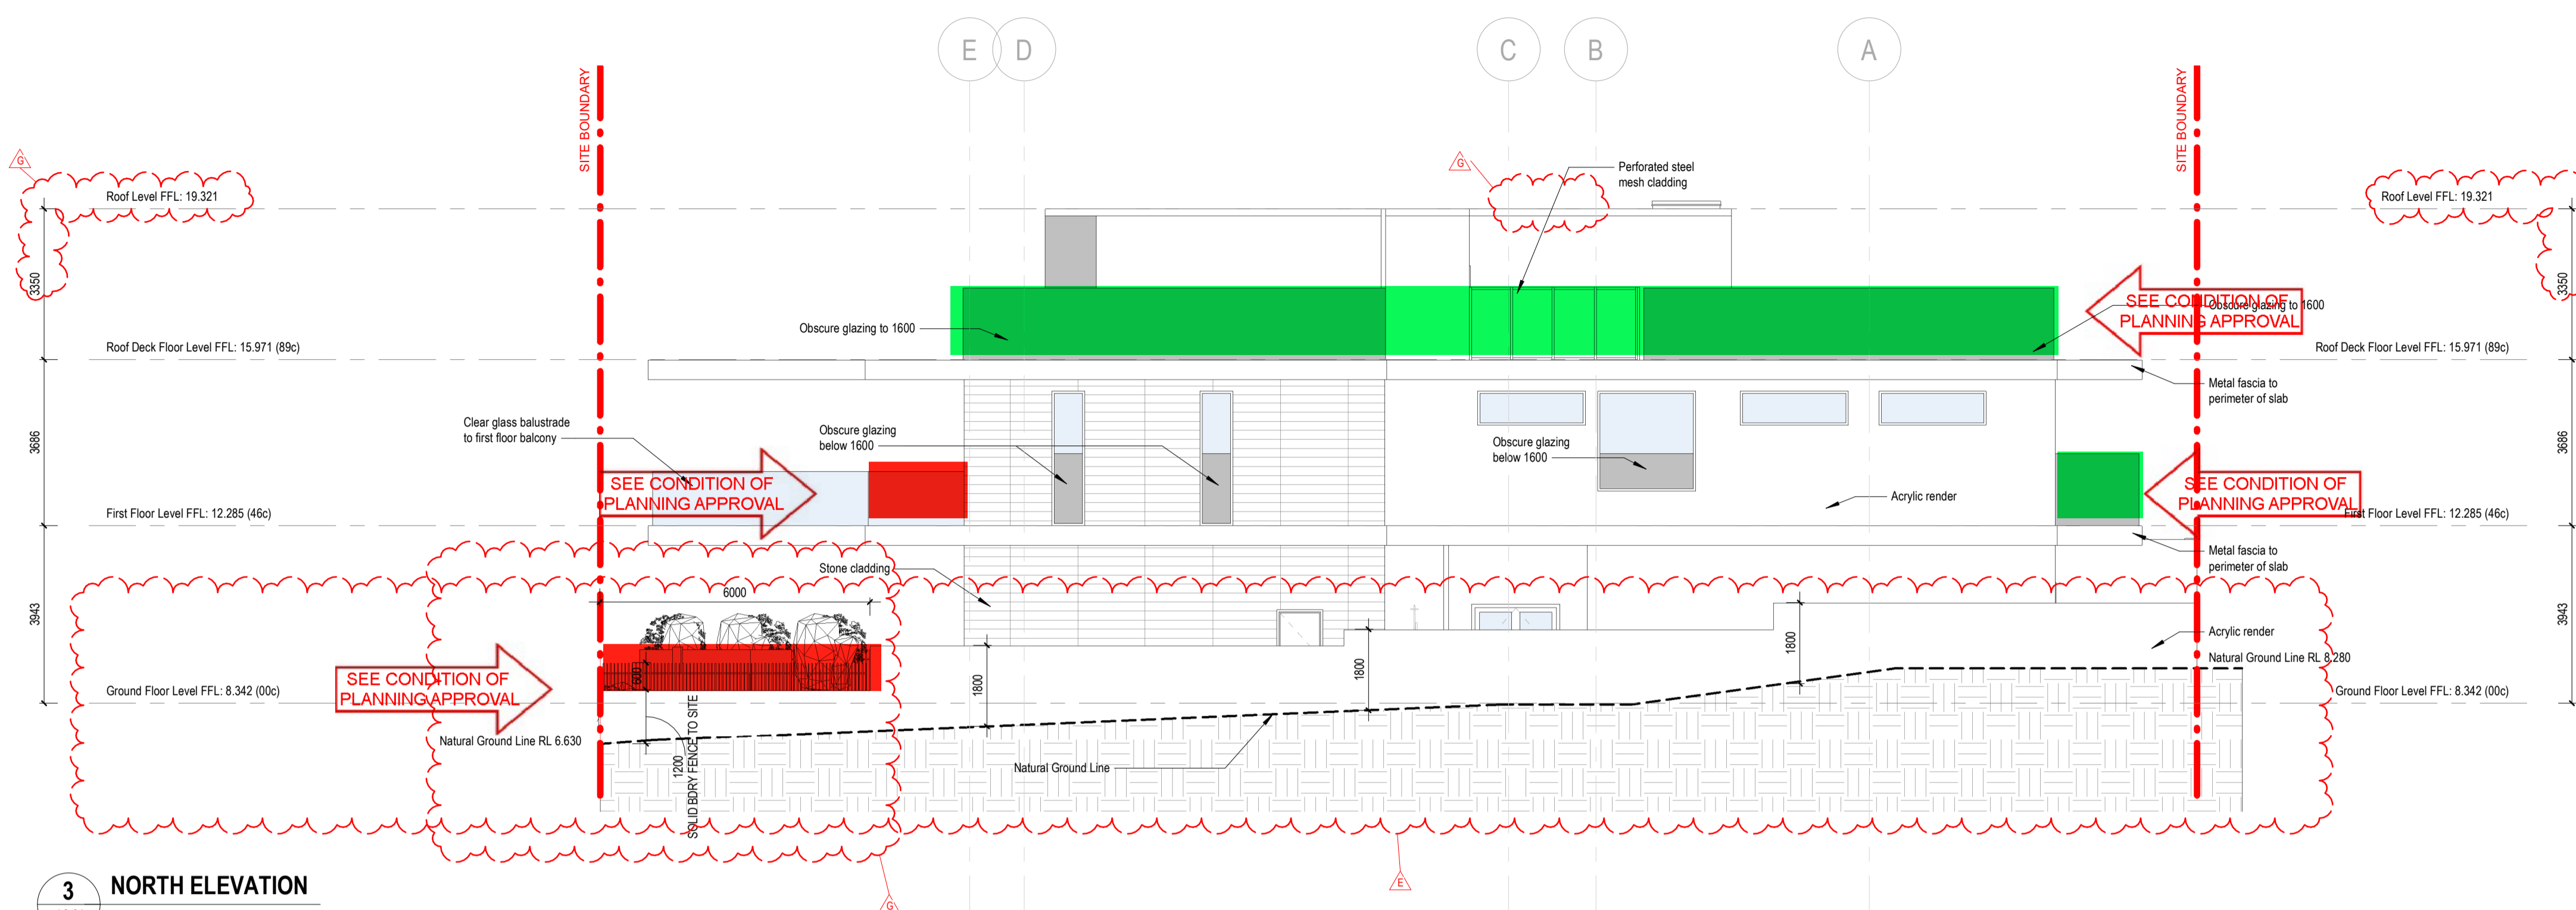 E
D
C
B
A
SITE BOUNDARY
SITE BOUNDARY
G
G
Perforated steel
mesh cladding
Roof Level FFL: 19.321
Roof Level FFL: 19.321
3350
3350
SEE CONDITION OF
PLANNING APPROVAL
Obscure glazing to 1600
Obscure glazing to 1600
Roof Deck Floor Level FFL: 15.971 (89c)
Roof Deck Floor Level FFL: 15.971 (89c)
Metal fascia to
perimeter of slab
Clear glass balustrade
to first floor balcony
Obscure glazing
below 1600
Obscure glazing
below 1600
3686
3686
SEE CONDITION OF
PLANNING APPROVAL
SEE CONDITION OF
PLANNING APPROVAL
Acrylic render
First Floor Level FFL: 12.285 (46c)
First Floor Level FFL: 12.285 (46c)
Metal fascia to
perimeter of slab
Stone cladding
6000
3943
3943
1800
1800
1800
Acrylic render
Natural Ground Line RL 8.280
SEE CONDITION OF
PLANNING APPROVAL
600
Ground Floor Level FFL: 8.342 (00c)
Ground Floor Level FFL: 8.342 (00c)
Natural Ground Line RL 6.630
1200
SOLID BDRY FENCE TO SITE
Natural Ground Line
3
NORTH ELEVATION
E
G